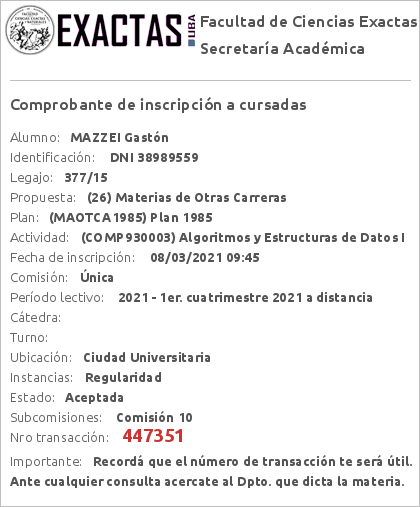 EXACTAS UBA
Facultad de Ciencias Exactas
Secretaría Académica
Comprobante de inscripción a cursadas
Alumno: MAZZEI Gastón
Identificación: DNI 38989559
Legajo: 377/15
Propuesta: (26) Materias de Otras Carreras
Plan: (MAOTCA1985) Plan 1985
Actividad: (COMP930003) Algoritmos y Estructuras de Datos I
Fecha de inscripción: 08/03/2021 09:45
Comisión: Única
Período lectivo: 2021 - 1er. cuatrimestre 2021 a distancia
Cátedra:
Turno:
Ubicación: Ciudad Universitaria
Instancias: Regularidad
Estado: Aceptada
Subcomisiones: Comisión 10
Nro transacción: 447351
Importante: Recordá que el número de transacción te será útil.
Ante cualquier consulta acercate al Dpto. que dicta la materia.